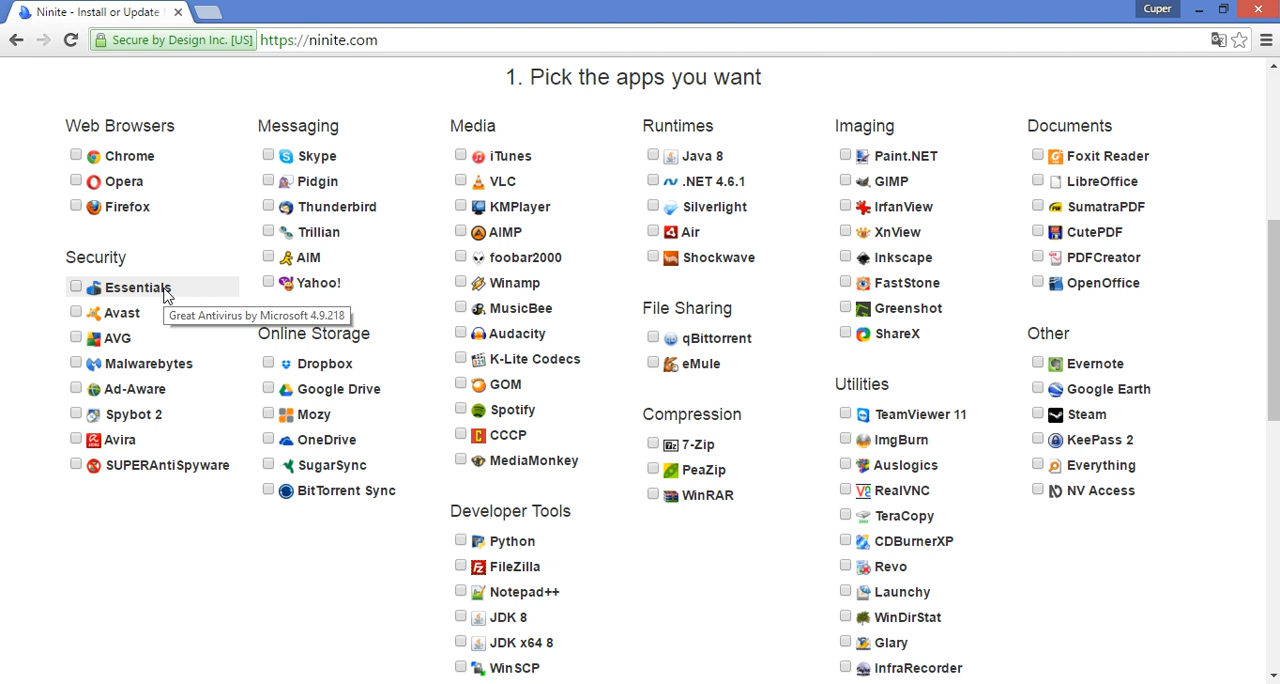 Ninite - Install or Update
Cuper
Secure by Design Inc. [US]
https://ninite.com
1. Pick the apps you want
Web Browsers
Chrome
Opera
Firefox
Security
Essentials
Great Antivirus by Microsoft 4.9.218
Avast
AVG
Malwarebytes
Ad-Aware
Spybot 2
Avira
SUPERAntiSpyware
Messaging
Skype
Pidgin
Thunderbird
Trillian
AIM
Yahoo!
Online Storage
Dropbox
Google Drive
Mozy
OneDrive
SugarSync
BitTorrent Sync
Media
iTunes
VLC
KMPlayer
AIMP
foobar2000
Winamp
MusicBee
Audacity
K-Lite Codecs
GOM
Spotify
CCCP
MediaMonkey
Developer Tools
Python
FileZilla
Notepad++
JDK 8
JDK x64 8
WinSCP
Runtimes
Java 8
.NET 4.6.1
Silverlight
Air
Shockwave
File Sharing
qBittorrent
eMule
Compression
7-Zip
PeaZip
WinRAR
Imaging
Paint.NET
GIMP
IrfanView
XnView
Inkscape
FastStone
Greenshot
ShareX
Utilities
TeamViewer 11
ImgBurn
Auslogics
RealVNC
TeraCopy
CDBurnerXP
Revo
Launchy
WinDirStat
Glary
InfraRecorder
Documents
Foxit Reader
LibreOffice
SumatraPDF
CutePDF
PDFCreator
OpenOffice
Other
Evernote
Google Earth
Steam
KeePass 2
Everything
NV Access